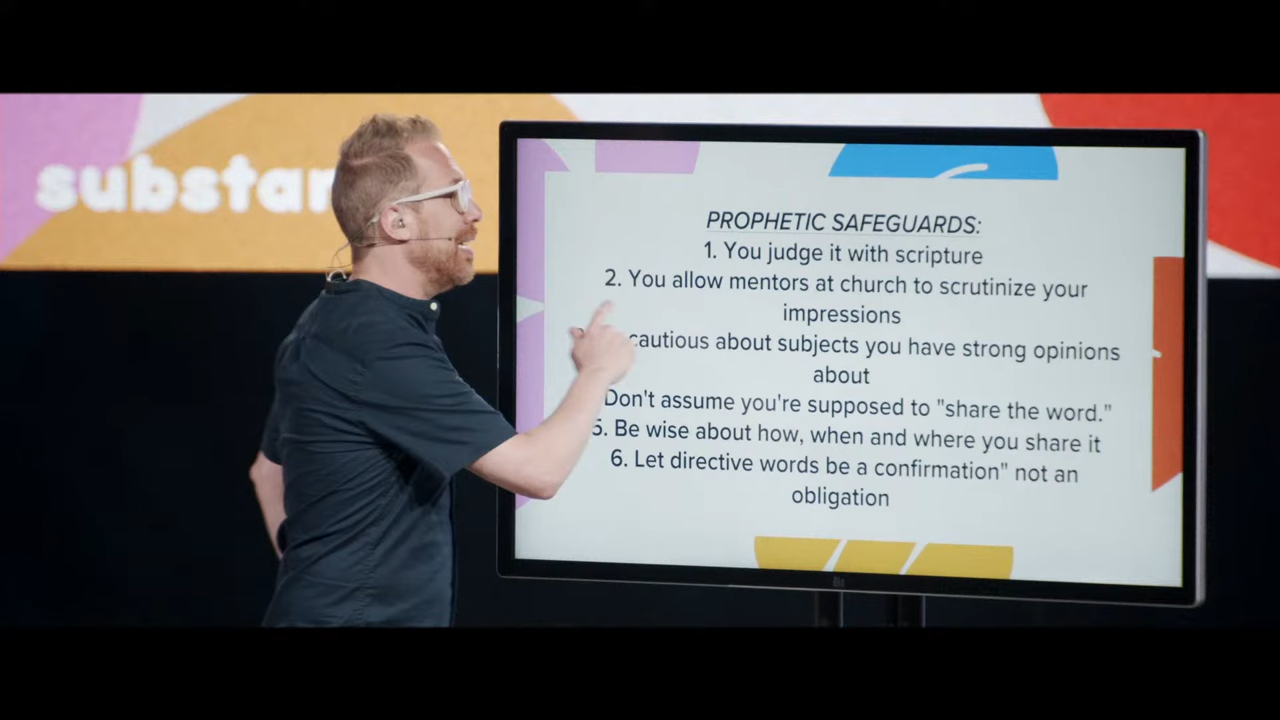 substan
PROPHETIC SAFEGUARDS:
1. You judge it with scripture
2. You allow mentors at church to scrutinize your
impressions
cautious about subjects you have strong opinions
about
Don't assume you're supposed to "share the word."
5. Be wise about how, when and where you share it
6. Let directive words be a confirmation" not an
obligation